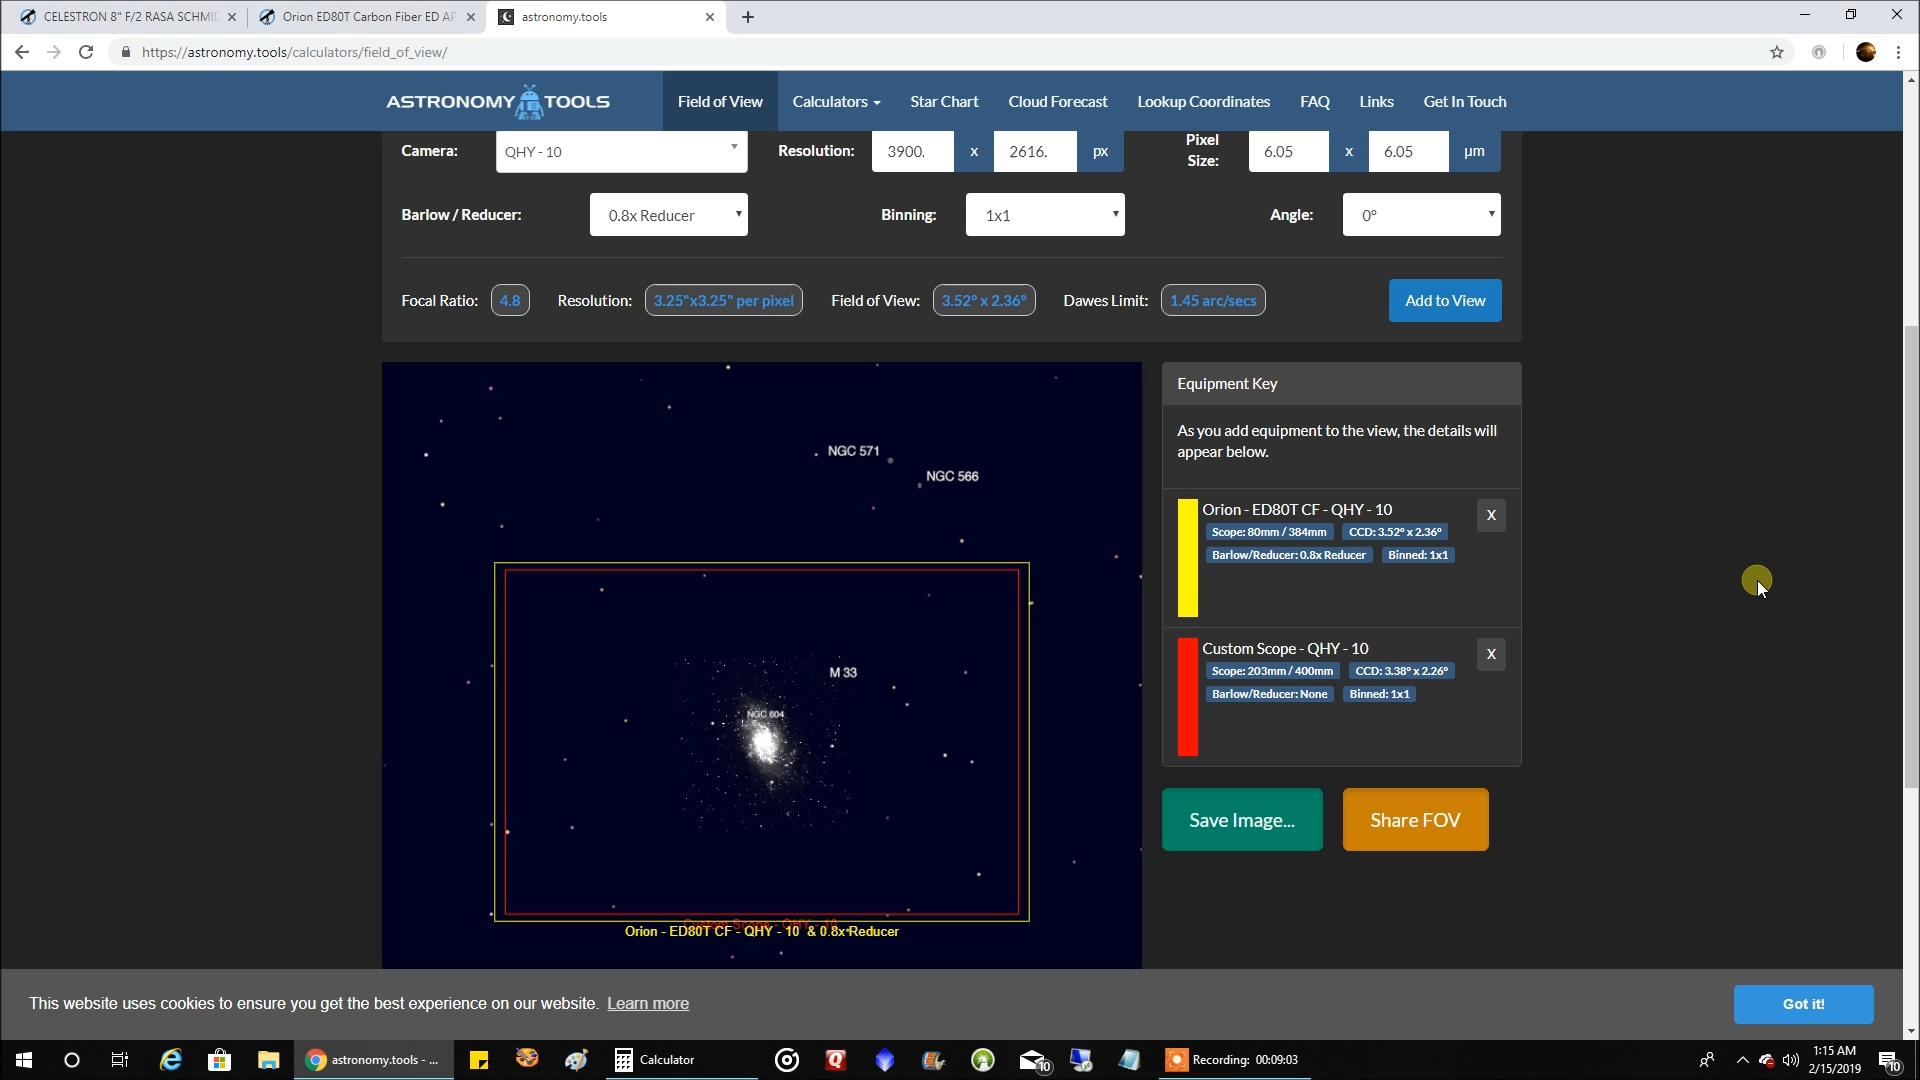 CELESTRON 8" F/2 RASA SCHMI
Orion ED80T Carbon Fiber ED AP
astronomy.tools
https://astronomy.tools/calculators/field_of_view/
ASTRONOMY TOOLS
Field of View
Calculators
Star Chart
Cloud Forecast
Lookup Coordinates
FAQ
Links
Get In Touch
Camera:
QHY - 10
Resolution:
3900.
x
2616.
px
Pixel
Size:
6.05
x
6.05
µm
Barlow / Reducer:
0.8x Reducer
Binning:
1x1
Angle:
0°
Focal Ratio:
4.8
Resolution:
3.25"x3.25" per pixel
Field of View:
3.52° x 2.36°
Dawes Limit:
1.45 arc/secs
Add to View
NGC 571
NGC 566
M 33
NGC 604
Custom Scope - QHY - 10
Orion - ED80T CF - QHY - 10 & 0.8x Reducer
Equipment Key
As you add equipment to the view, the details will
appear below.
Orion - ED80T CF - QHY - 10
X
Scope: 80mm / 384mm
CCD: 3.52° x 2.36°
Barlow/Reducer: 0.8x Reducer
Binned: 1x1
Custom Scope - QHY - 10
X
Scope: 203mm / 400mm
CCD: 3.38° x 2.26°
Barlow/Reducer: None
Binned: 1x1
Save Image...
Share FOV
This website uses cookies to ensure you get the best experience on our website. Learn more
Got it!
astronomy.tools - ...
Calculator
10
Recording: 00:09:03
1:15 AM
2/15/2019
10